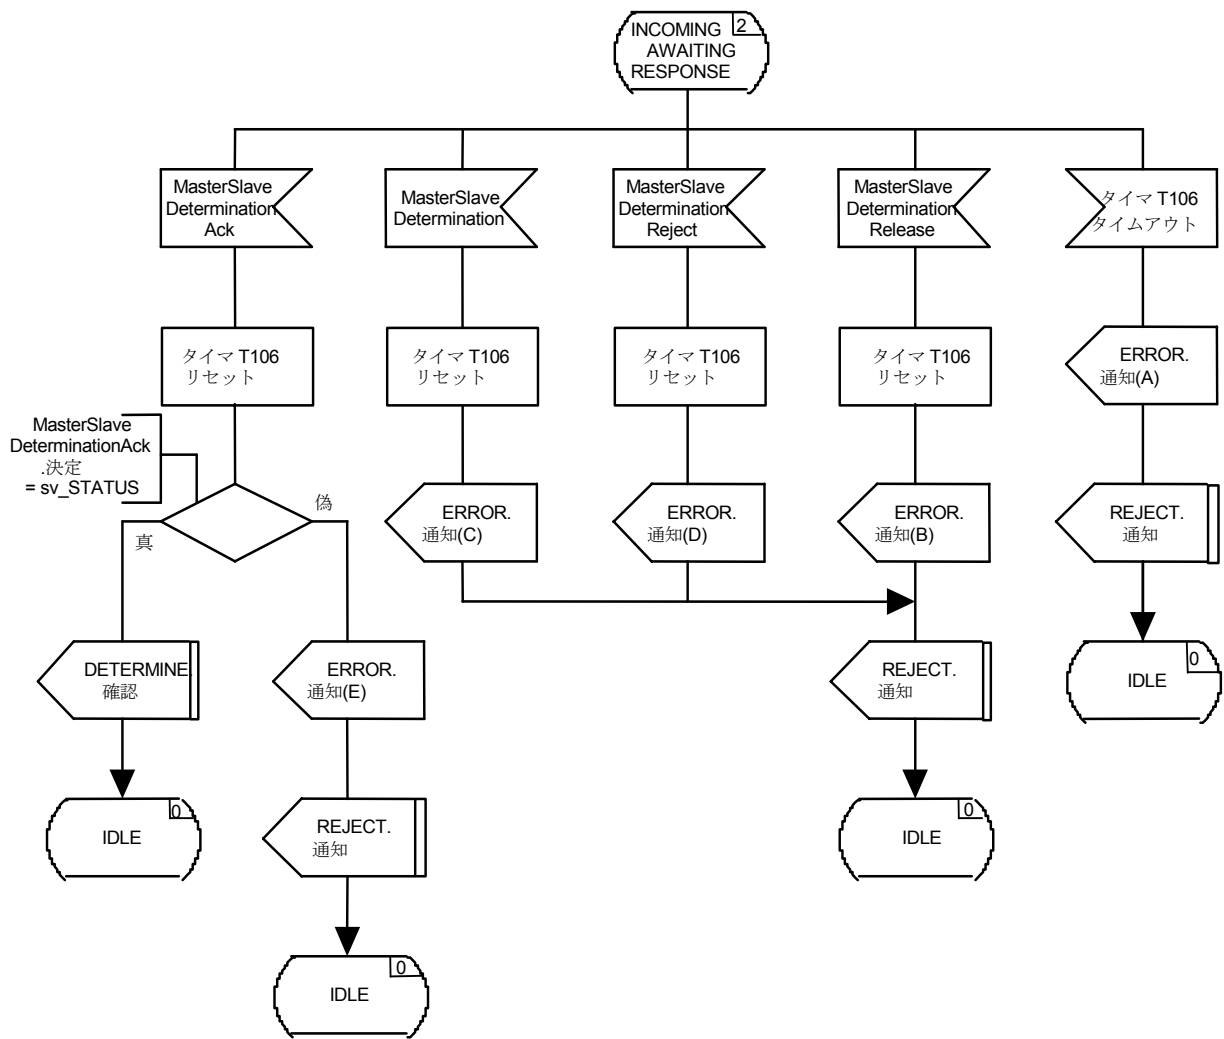 INCOMING 2
AWAITING
RESPONSE
MasterSlave
Determination
Ack
MasterSlave
Determination
MasterSlave
Determination
Reject
MasterSlave
Determination
Release
タイマ T106
タイムアウト
タイマ T106
リセット
タイマ T106
リセット
タイマ T106
リセット
タイマ T106
リセット
ERROR.
通知(A)
MasterSlave
DeterminationAck
.決定
= sv_STATUS
真
偽
ERROR.
通知(C)
ERROR.
通知(D)
ERROR.
通知(B)
REJECT.
通知
DETERMINE.
確認
ERROR.
通知(E)
REJECT.
通知
0
IDLE
0
IDLE
REJECT.
通知
0
IDLE
0
IDLE